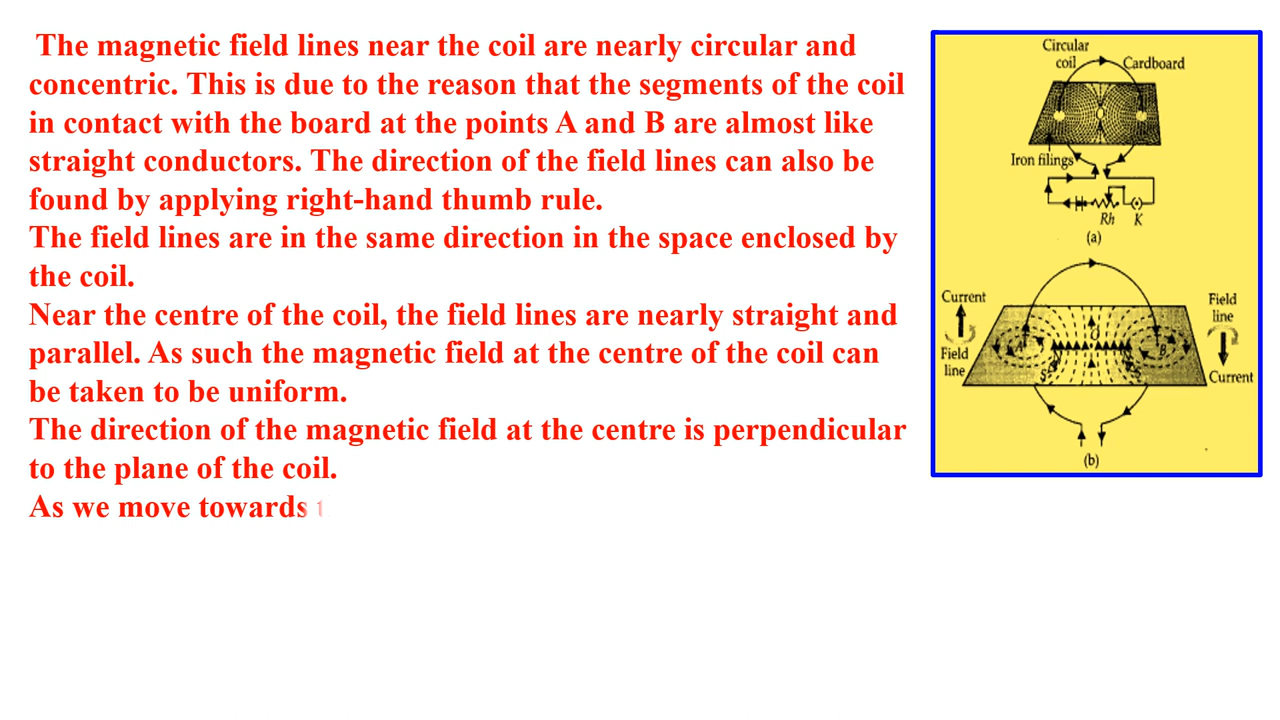 The magnetic field lines near the coil are nearly circular and
concentric. This is due to the reason that the segments of the coil
in contact with the board at the points A and B are almost like
straight conductors. The direction of the field lines can also be
found by applying right-hand thumb rule.
The field lines are in the same direction in the space enclosed by
the coil.
Near the centre of the coil, the field lines are nearly straight and
parallel. As such the magnetic field at the centre of the coil can
be taken to be uniform.
The direction of the magnetic field at the centre is perpendicular
to the plane of the coil.
As we move towards t
Circular
coil
Cardboard
Iron filings
Rh
K
(a)
Current
Field
line
O
A
B
N
N
S
S
Field
line
Current
(b)